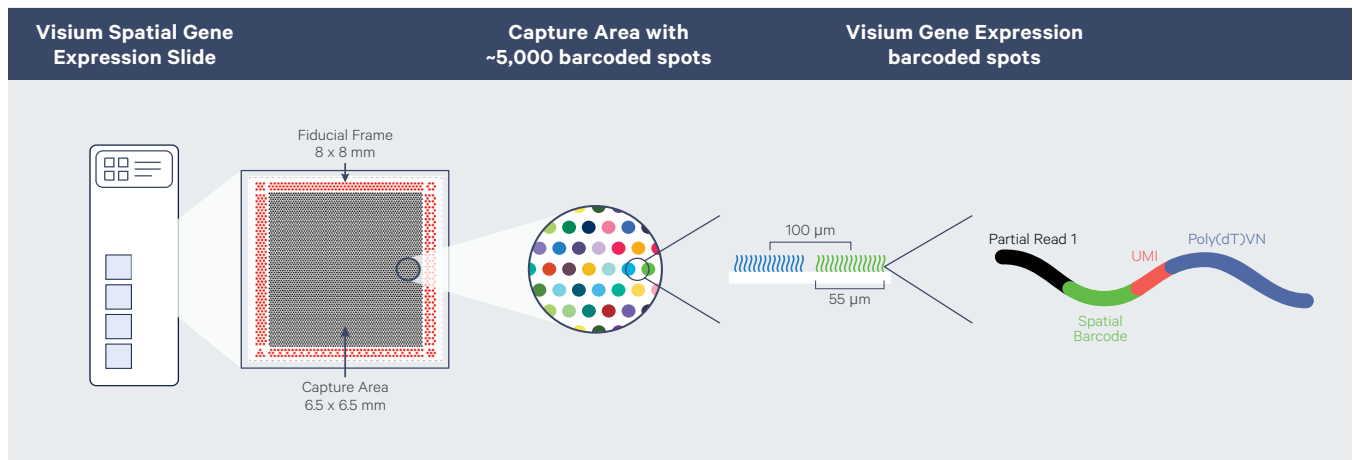 Visium Spatial Gene
Expression Slide
Capture Area with
~5,000 barcoded spots
Visium Gene Expression
barcoded spots
Fiducial Frame
8 x 8 mm
Capture Area
6.5 x 6.5 mm
100 µm
55 µm
Partial Read 1
Spatial
Barcode
UMI
Poly(dT)VN